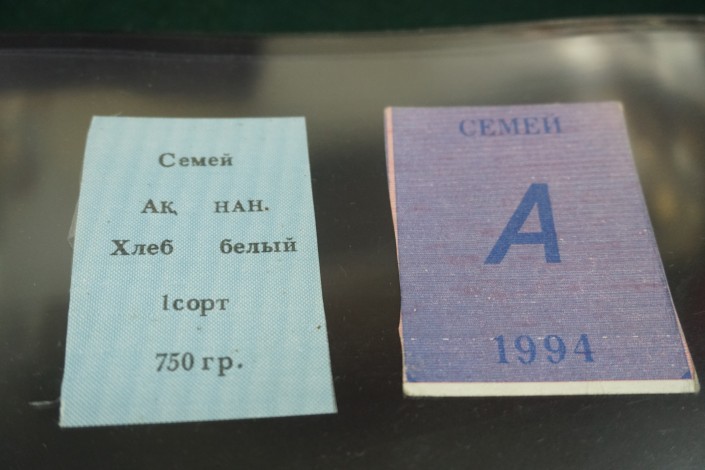 Семей
Ақ нан.
Хлеб белый
1сорт
750 гр.
СЕМЕЙ
А
1994